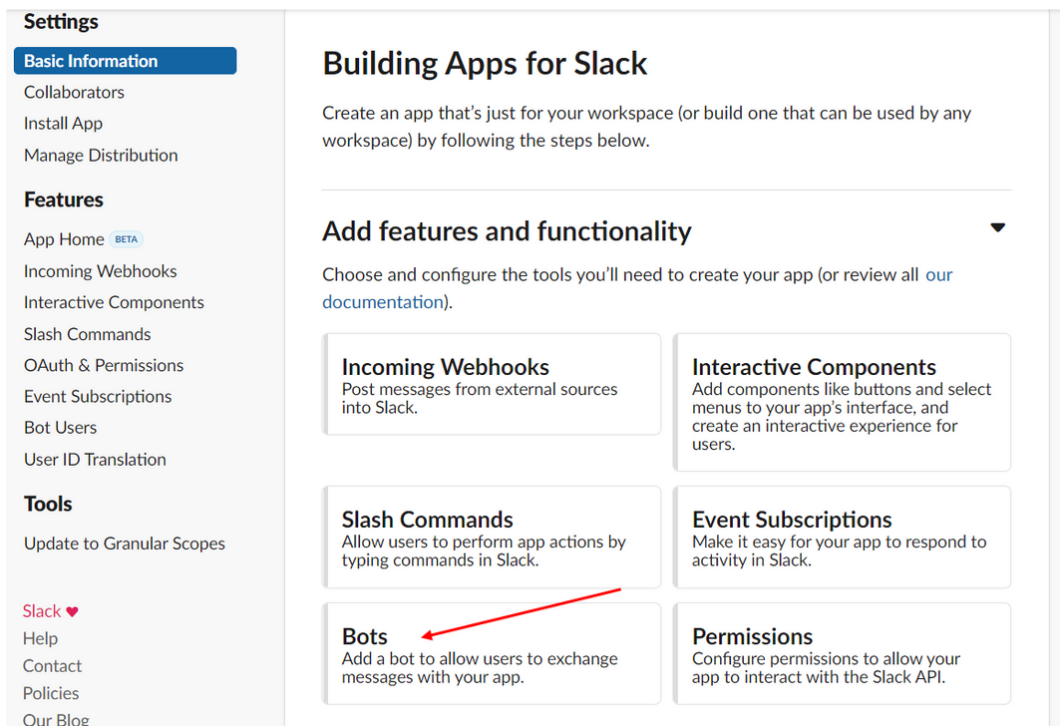 Settings
Basic Information
Collaborators
Install App
Manage Distribution
Features
App Home BETA
Incoming Webhooks
Interactive Components
Slash Commands
OAuth & Permissions
Event Subscriptions
Bot Users
User ID Translation
Tools
Update to Granular Scopes
Slack ♥
Help
Contact
Policies
Our Blog
Building Apps for Slack
Create an app that’s just for your workspace (or build one that can be used by any
workspace) by following the steps below.
Add features and functionality
Choose and configure the tools you’ll need to create your app (or review all our
documentation).
Incoming Webhooks
Post messages from external sources
into Slack.
Interactive Components
Add components like buttons and select
menus to your app’s interface, and
create an interactive experience for
users.
Slash Commands
Allow users to perform app actions by
typing commands in Slack.
Event Subscriptions
Make it easy for your app to respond to
activity in Slack.
Bots
Add a bot to allow users to exchange
messages with your app.
Permissions
Configure permissions to allow your
app to interact with the Slack API.